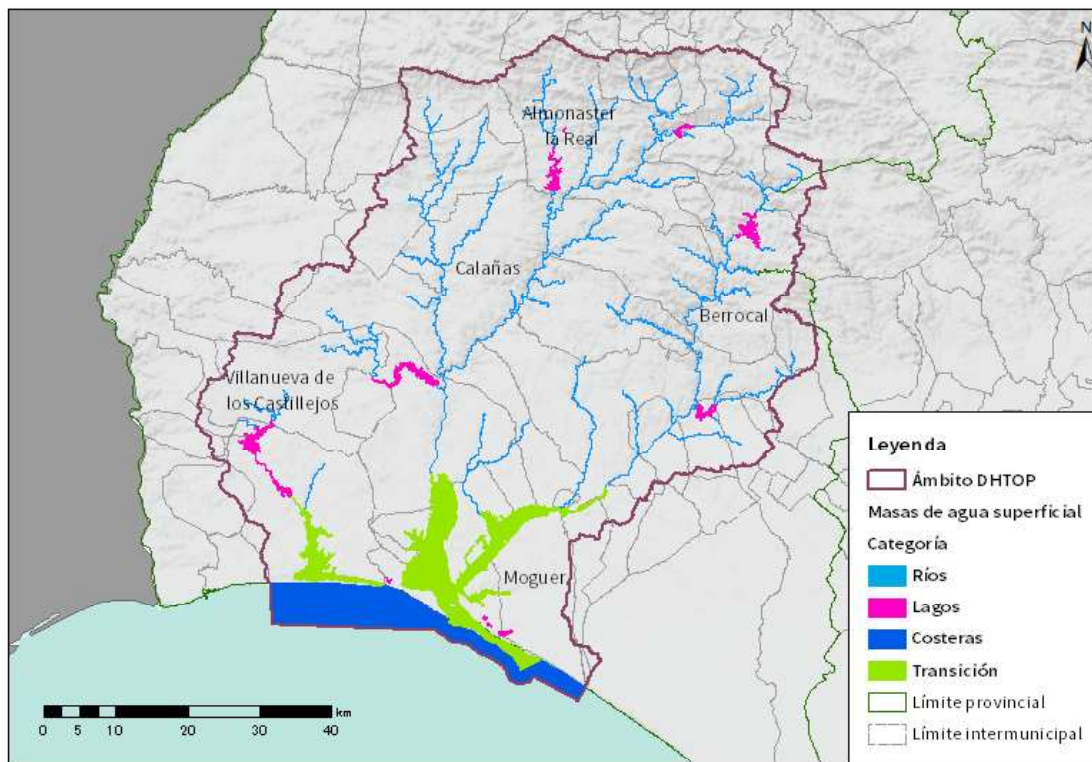 N
Almonaster
la Real
Calañas
Berrocal
Villanueva de
los Castillejos
Moguer
km
0 5 10 20 30 40
Leyenda
Ámbito DHTOP
Masas de agua superficial
Categoría
Ríos
Lagos
Costeras
Transición
Límite provincial
Límite intermunicipal